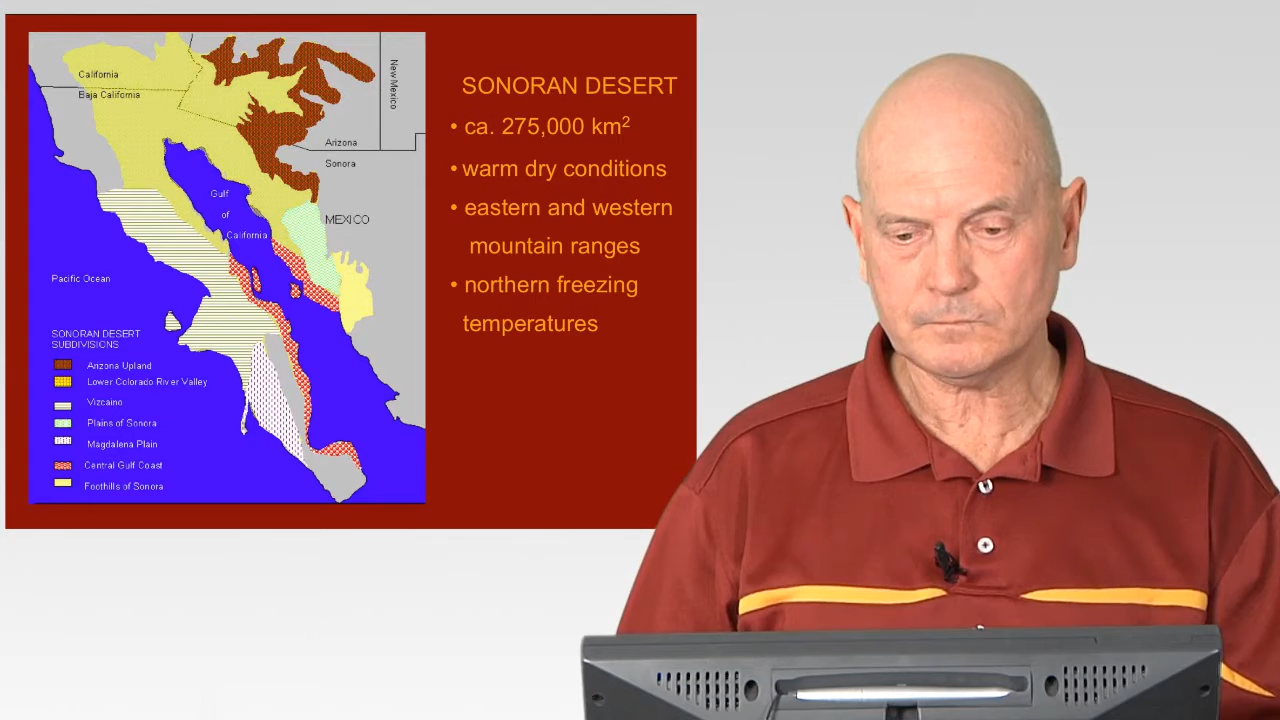 California
Baja California
New Mexico
Arizona
Sonora
Gulf
of
California
MEXICO
Pacific Ocean
SONORAN DESERT
SUBDIVISIONS
Arizona Upland
Lower Colorado River Valley
Vizcaino
Plains of Sonora
Magdalena Plain
Central Gulf Coast
Foothills of Sonora
SONORAN DESERT
• ca. 275,000 km²
• warm dry conditions
• eastern and western
mountain ranges
• northern freezing
temperatures